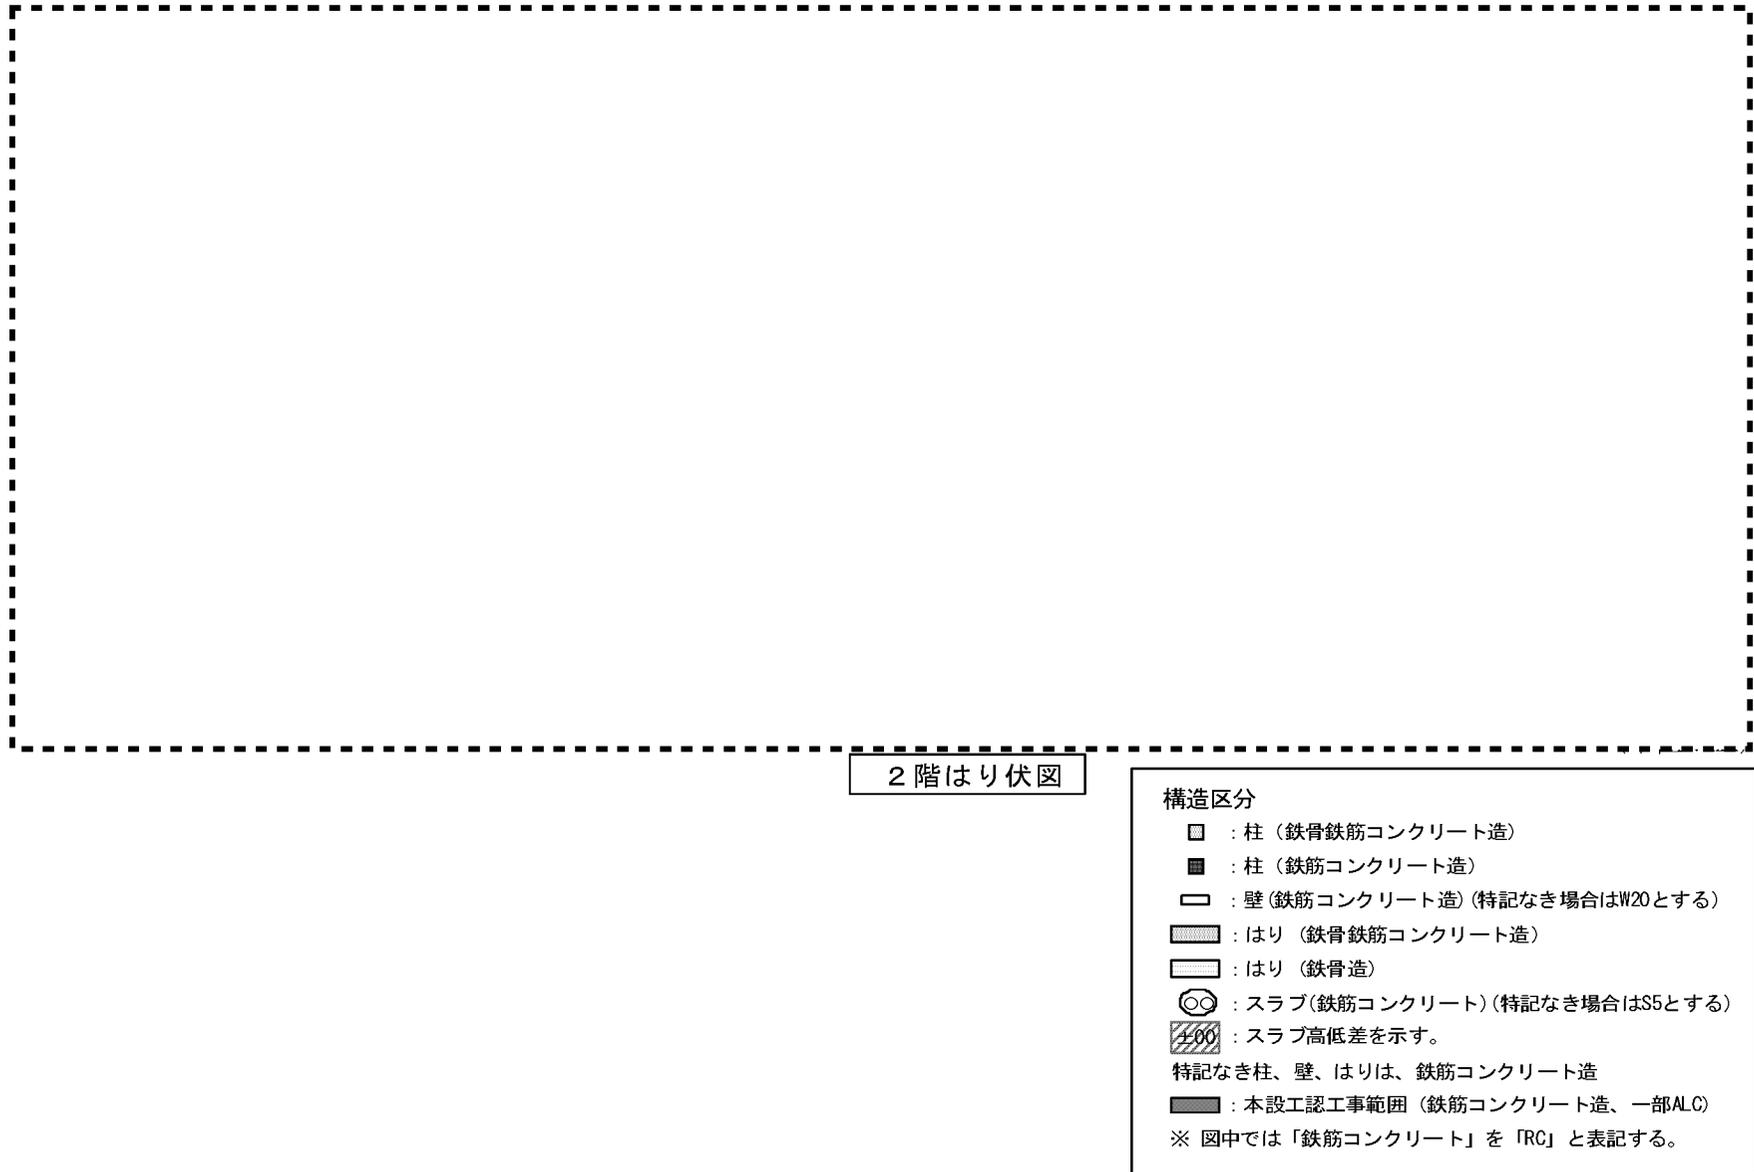 ２階はり伏図
構造区分
：柱（鉄骨鉄筋コンクリート造）
：柱（鉄筋コンクリート造）
：壁(鉄筋コンクリート造)(特記なき場合はW20とする)
：はり（鉄骨鉄筋コンクリート造）
：はり（鉄骨造）
○○：スラブ(鉄筋コンクリート)(特記なき場合はS5とする)
±00：スラブ高低差を示す。
特記なき柱、壁、はりは、鉄筋コンクリート造
：本設工認工事範囲（鉄筋コンクリート造、一部ALC）
※ 図中では「鉄筋コンクリート」を「RC」と表記する。